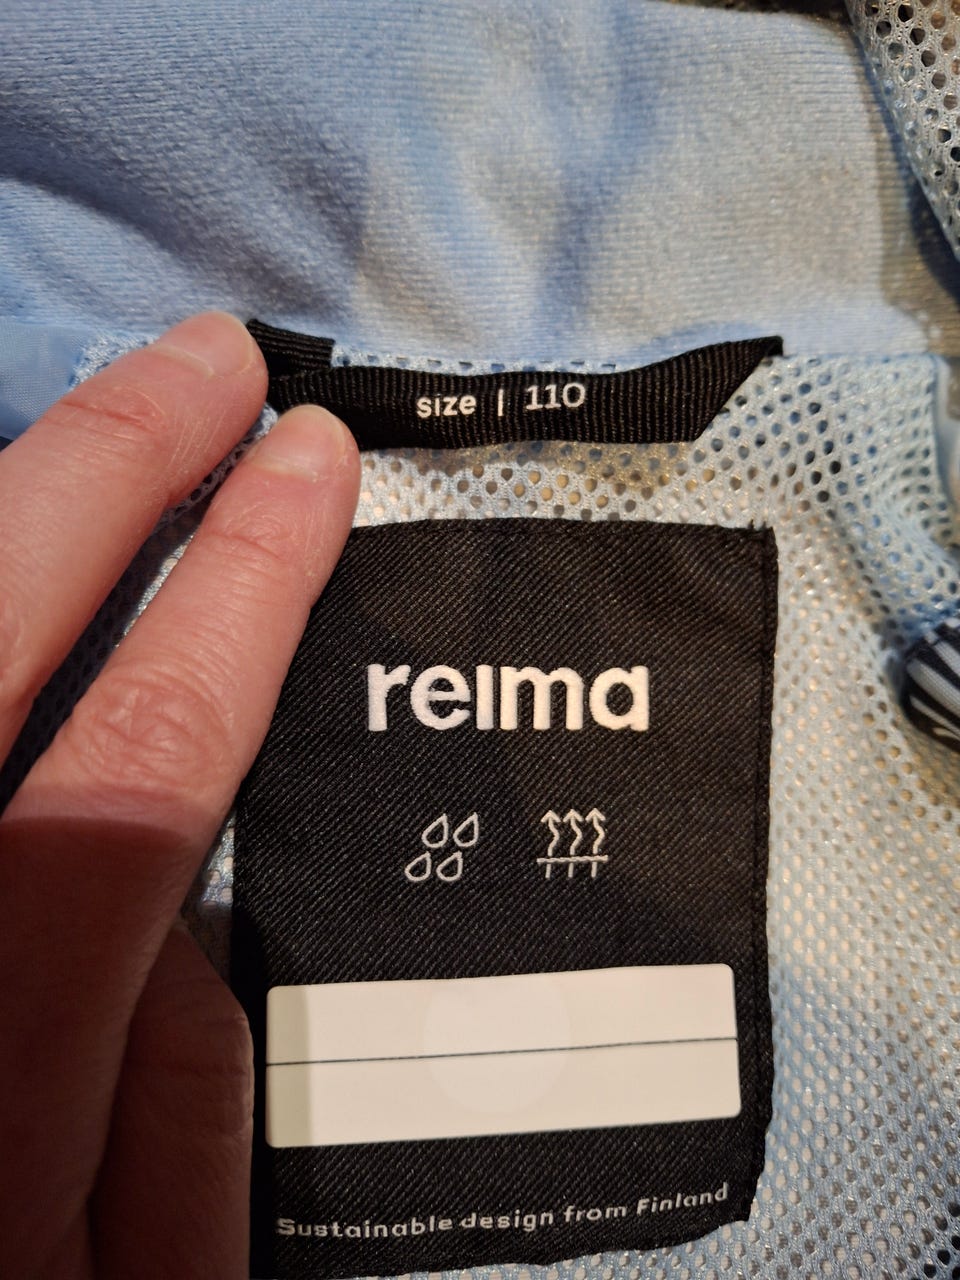 size | 110
reima
Sustainable design from Finland